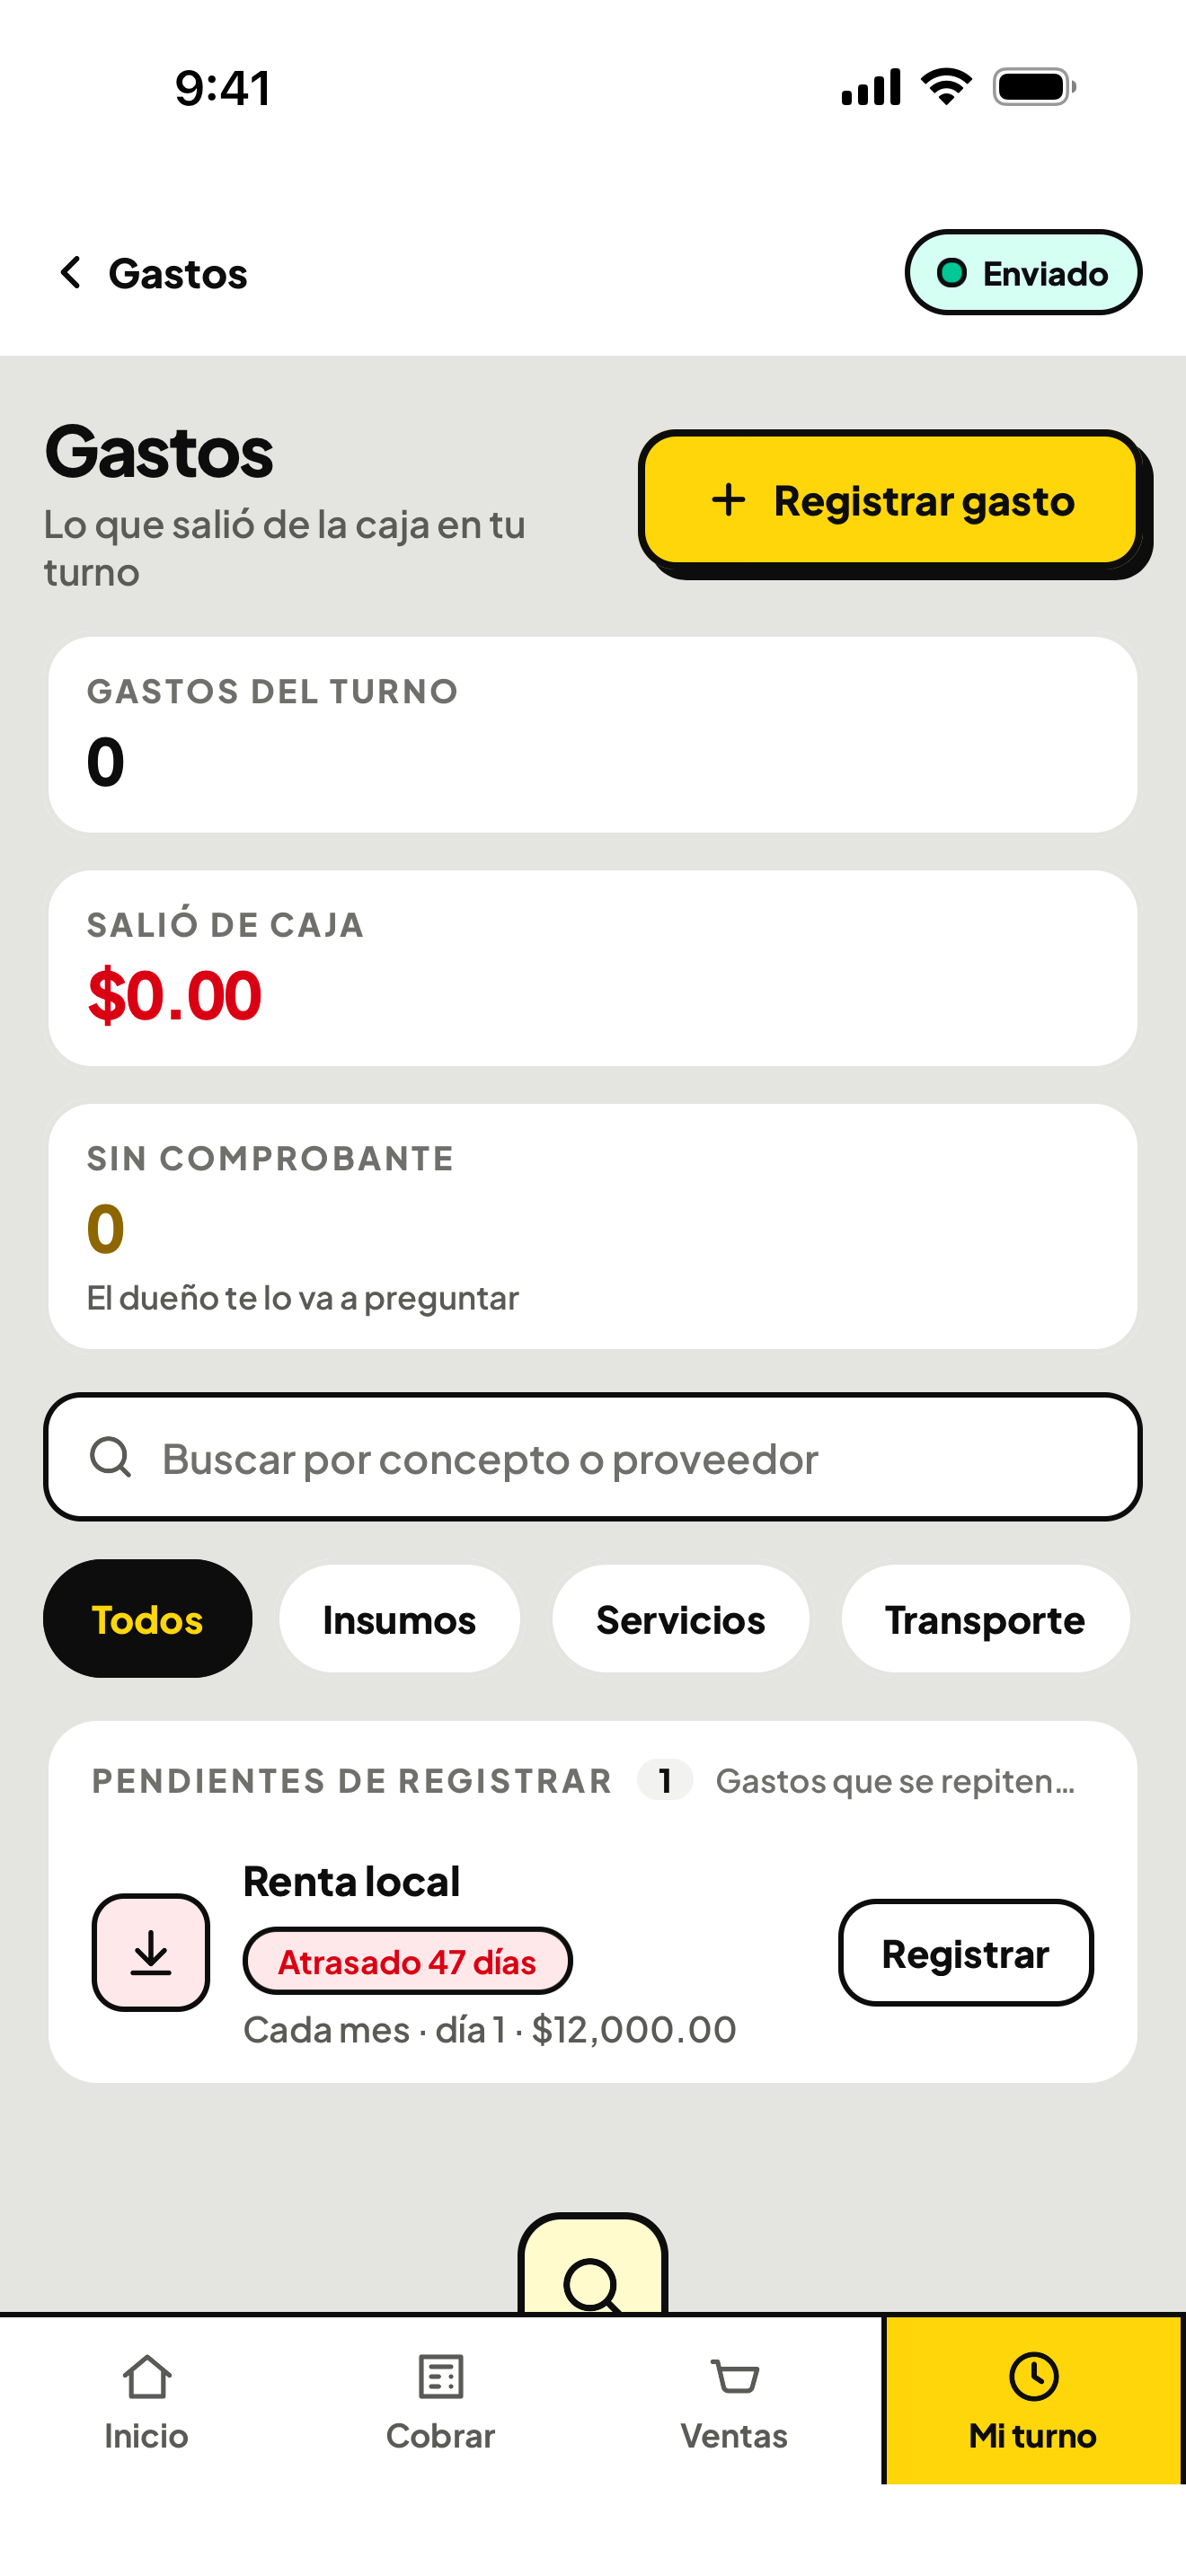 9:41
Gastos
Enviado
Gastos
Lo que salió de la caja en tu
turno
Registrar gasto
GASTOS DEL TURNO
0
SALIÓ DE CAJA
$0.00
SIN COMPROBANTE
0
El dueño te lo va a preguntar
Buscar por concepto o proveedor
Todos
Insumos
Servicios
Transporte
PENDIENTES DE REGISTRAR 1 Gastos que se repiten...
Renta local
Atrasado 47 días
Cada mes · día 1 · $12,000.00
Registrar
Inicio
Cobrar
Ventas
Mi turno